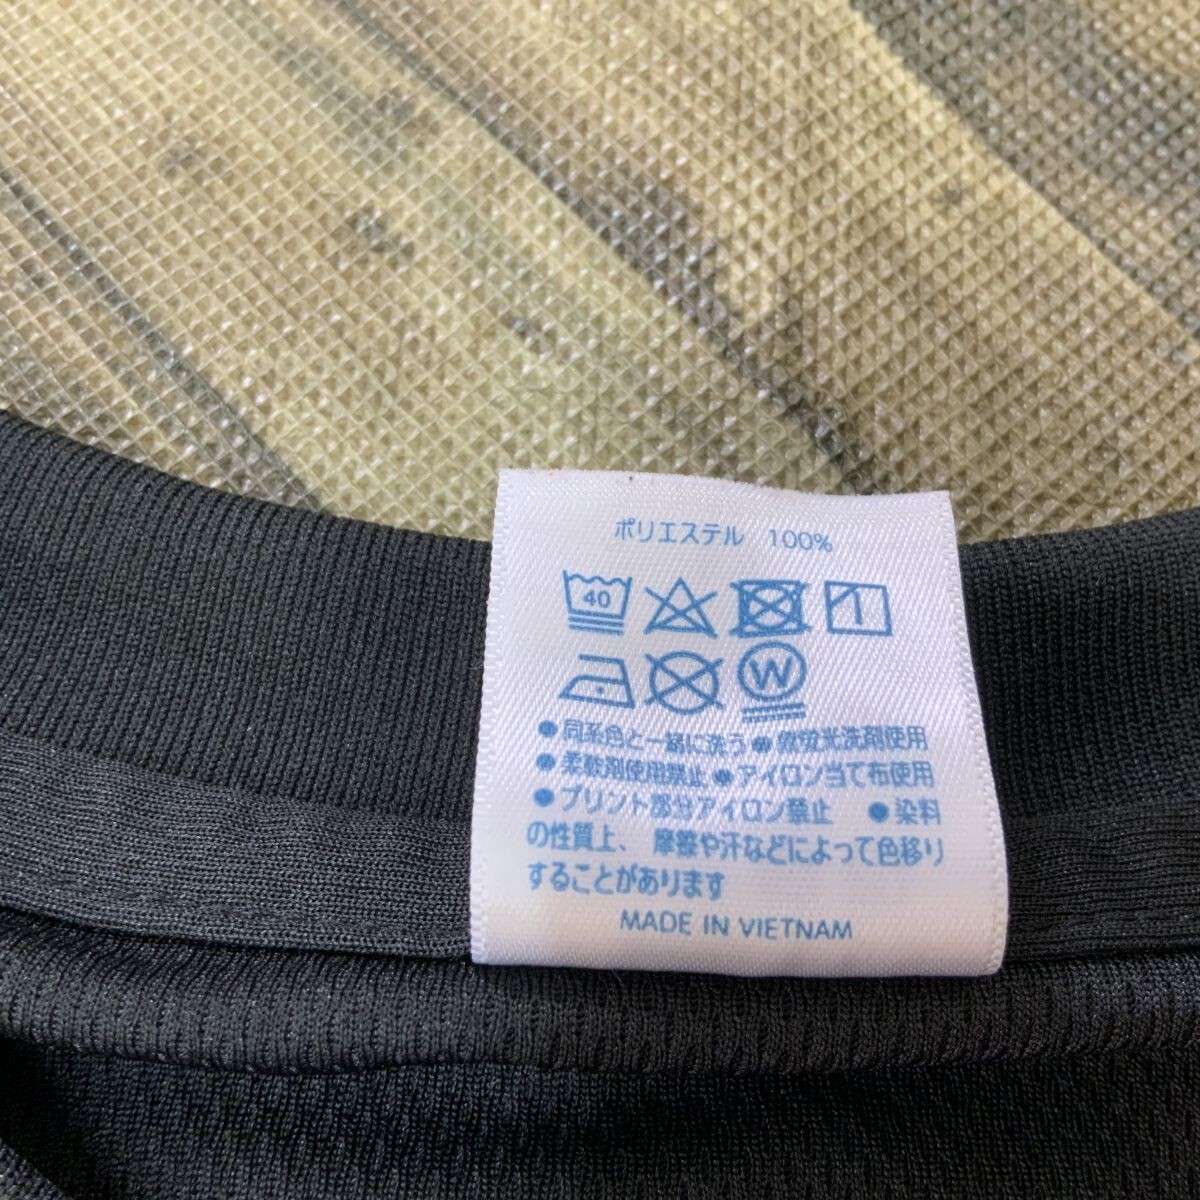 ポリエステル 100%
40
W
●同系色と一緒に洗う ●無蛍光洗剤使用
●柔軟剤使用禁止 ●アイロン当て布使用
●プリント部分アイロン禁止 ●染料
の性質上、摩擦や汗などによって色移り
することがあります
MADE IN VIETNAM